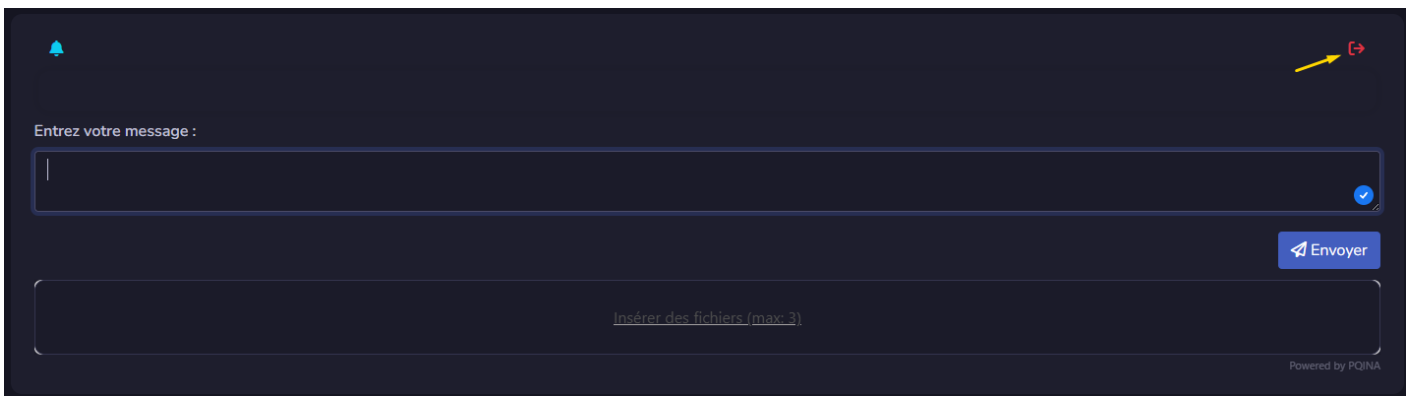 Entrez votre message :
Envoyer
Insérer des fichiers (max: 3)
Powered by PQINA